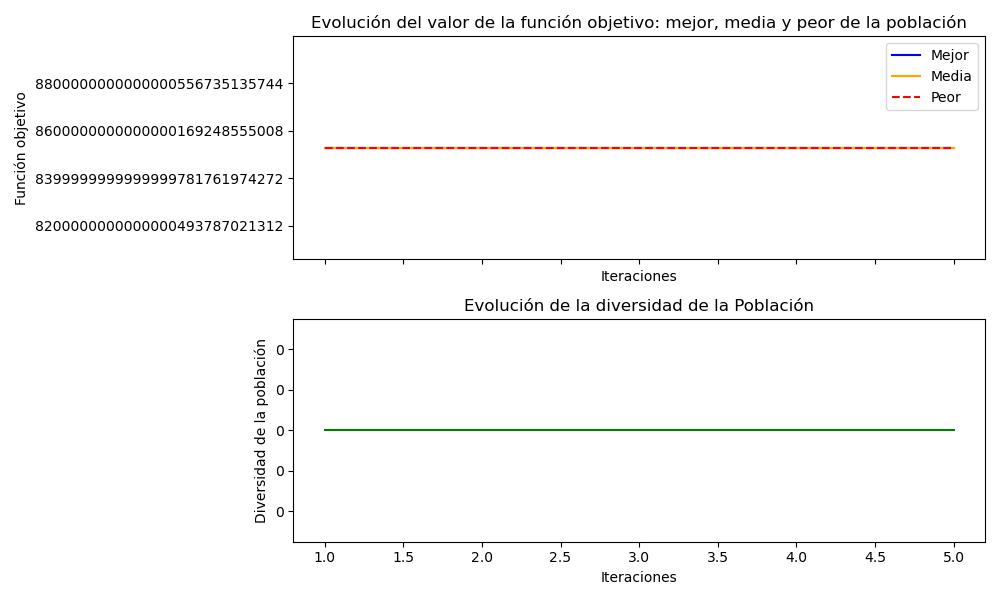 Evolución del valor de la función objetivo: mejor, media y peor de la población
Función objetivo
8800000000000000556735135744
8600000000000000169248555008
8399999999999999781761974272
8200000000000000493787021312
Mejor
Media
Peor
Iteraciones
Evolución de la diversidad de la Población
Diversidad de la población
0
0
0
0
0
1.0 1.5 2.0 2.5 3.0 3.5 4.0 4.5 5.0
Iteraciones